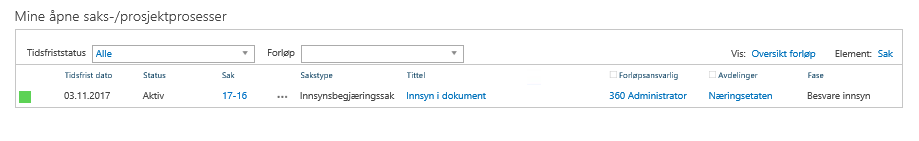 Mine åpne saks-/prosjektprosesser
Tidsfriststatus Alle Forløp Vis: Oversikt forløp Element: Sak
Tidsfrist dato Status Sak Sakstype Tittel Forløpsansvarlig Avdelinger Fase
03.11.2017 Aktiv 17-16 ••• Innsynsbegjæringssak Innsyn i dokument 360 Administrator Næringsetaten Besvare innsyn